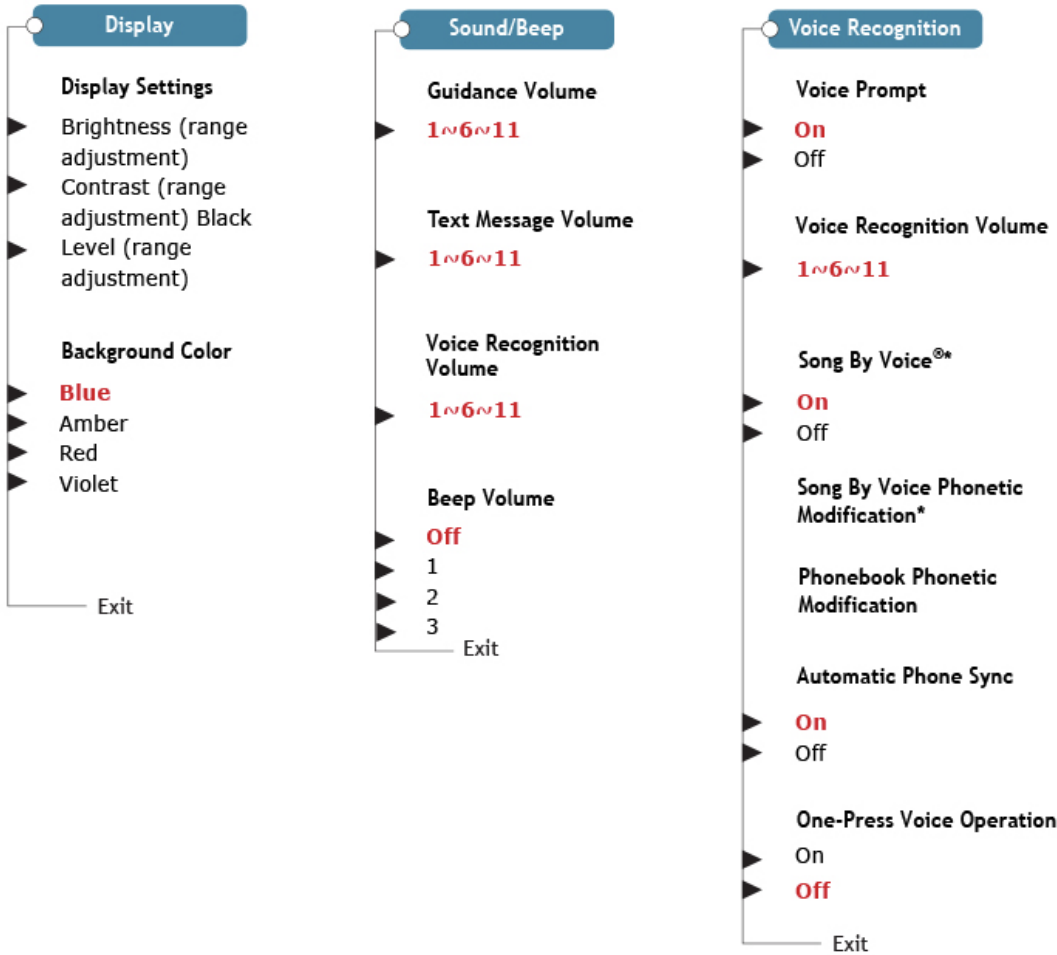 Display
Display Settings
Brightness (range
adjustment)
Contrast (range
adjustment) Black
Level (range
adjustment)
Background Color
Blue
Amber
Red
Violet
Exit
Sound/Beep
Guidance Volume
1~6~11
Text Message Volume
1~6~11
Voice Recognition
Volume
1~6~11
Beep Volume
Off
1
2
3
Exit
Voice Recognition
Voice Prompt
On
Off
Voice Recognition Volume
1~6~11
Song By Voice®*
On
Off
Song By Voice Phonetic
Modification*
Phonebook Phonetic
Modification
Automatic Phone Sync
On
Off
One-Press Voice Operation
On
Off
Exit